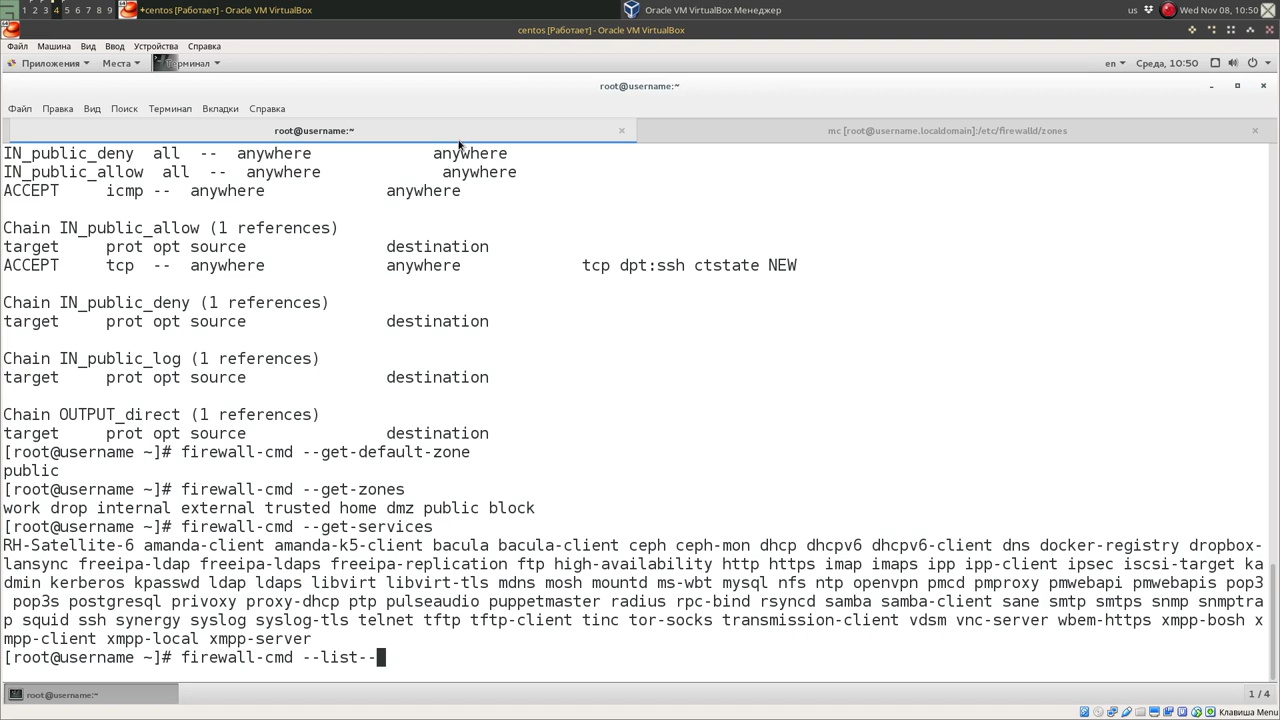 1 2 3 4 5 6 7 8 9 *centos [Работает] - Oracle VM VirtualBox Oracle VM VirtualBox Менеджер us Wed Nov 08, 10:50
centos [Работает] - Oracle VM VirtualBox
Файл Машина Вид Ввод Устройства Справка
Приложения Места Терминал en Среда, 10:50
root@username:~
Файл Правка Вид Поиск Терминал Вкладки Справка
root@username:~ mc [root@username.localdomain]:/etc/firewalld/zones
IN_public_deny  all  --  anywhere             anywhere
IN_public_allow  all  --  anywhere             anywhere
ACCEPT     icmp --  anywhere             anywhere
Chain IN_public_allow (1 references)
target     prot opt source               destination
ACCEPT     tcp  --  anywhere             anywhere             tcp dpt:ssh ctstate NEW
Chain IN_public_deny (1 references)
target     prot opt source               destination
Chain IN_public_log (1 references)
target     prot opt source               destination
Chain OUTPUT_direct (1 references)
target     prot opt source               destination
[root@username ~]# firewall-cmd --get-default-zone
public
[root@username ~]# firewall-cmd --get-zones
work drop internal external trusted home dmz public block
[root@username ~]# firewall-cmd --get-services
RH-Satellite-6 amanda-client amanda-k5-client bacula bacula-client ceph ceph-mon dhcp dhcpv6 dhcpv6-client dns docker-registry dropbox-
lansync freeipa-ldap freeipa-ldaps freeipa-replication ftp high-availability http https imap imaps ipp ipp-client ipsec iscsi-target ka
dmin kerberos kpasswd ldap ldaps libvirt libvirt-tls mdns mosh mountd ms-wbt mysql nfs ntp openvpn pmcd pmproxy pmwebapi pmwebapis pop3
pop3s postgresql privoxy proxy-dhcp ptp pulseaudio puppetmaster radius rpc-bind rsyncd samba samba-client sane smtp smtps snmp snmptra
p squid ssh synergy syslog syslog-tls telnet tftp tftp-client tinc tor-socks transmission-client vdsm vnc-server wbem-https xmpp-bosh x
mpp-client xmpp-local xmpp-server
[root@username ~]# firewall-cmd --list--
root@username:~ 1 / 4
Клавиша Menu